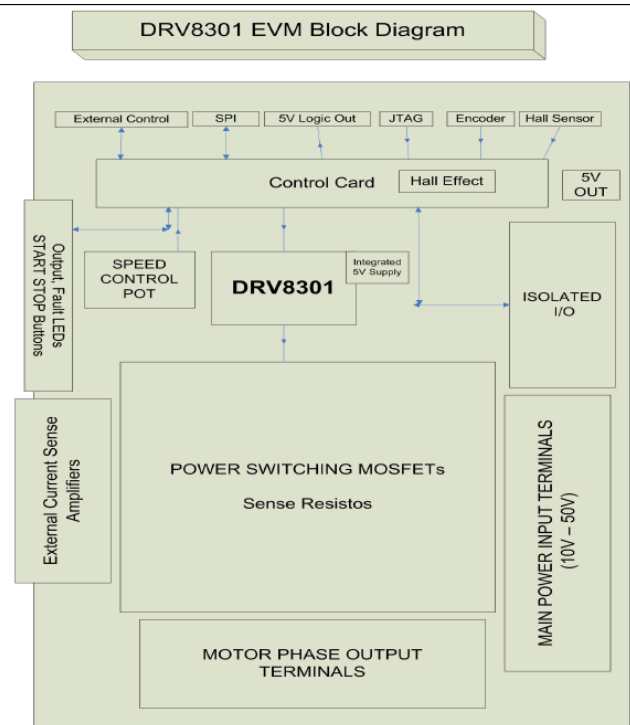 DRV8301 EVM Block Diagram
External Control
SPI
5V Logic Out
JTAG
Encoder
Hall Sensor
Control Card
Hall Effect
5V
OUT
Output, Fault LEDs
START STOP Buttons
SPEED
CONTROL
POT
DRV8301
Integrated
5V Supply
ISOLATED
I/O
External Current Sense
Amplifiers
POWER SWITCHING MOSFETs
Sense Resistos
MAIN POWER INPUT TERMINALS
(10V – 50V)
MOTOR PHASE OUTPUT
TERMINALS